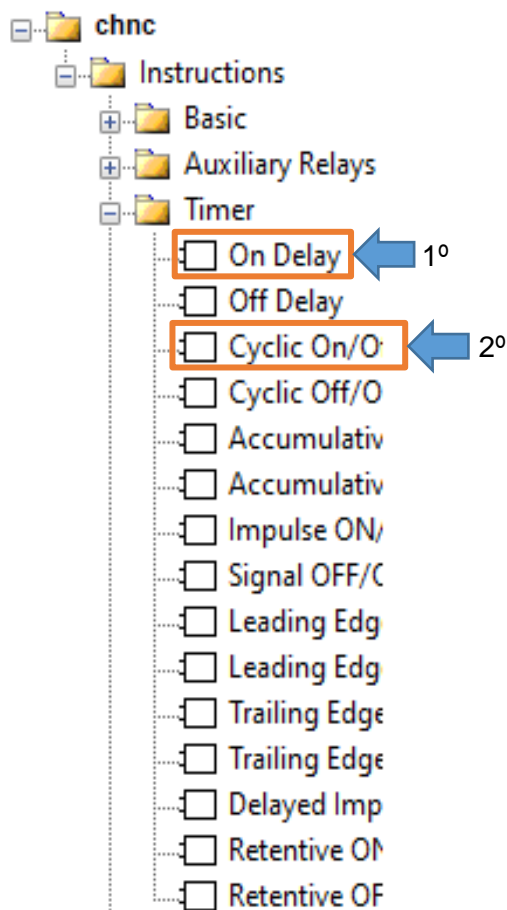 chnc
Instructions
Basic
Auxiliary Relays
Timer
On Delay 1º
Off Delay
Cyclic On/O
2º
Cyclic Off/O
Accumulativ
Accumulativ
Impulse ON/
Signal OFF/
Leading Edg
Leading Edg
Trailing Edge
Trailing Edge
Delayed Imp
Retentive ON
Retentive OF